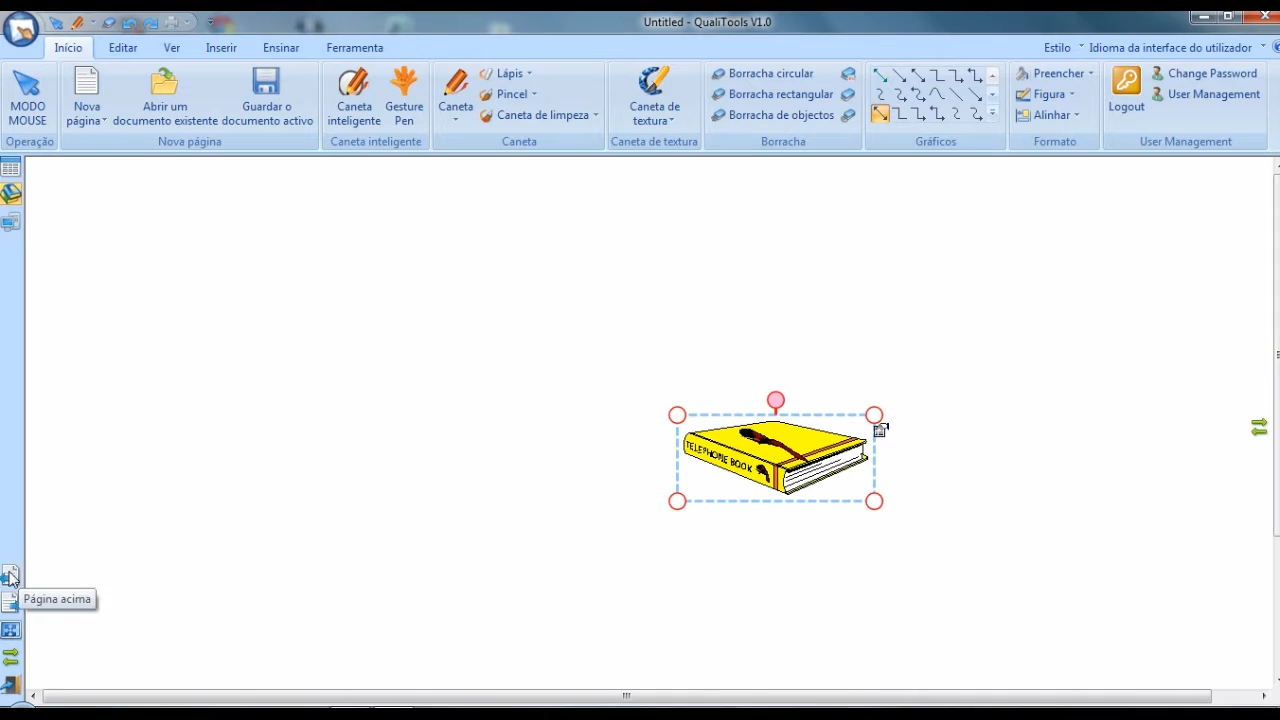 Untitled - QualiTools V1.0
Início Editar Ver Inserir Ensinar Ferramenta Estilo Idioma da interface do utilizador
MODO
MOUSE
Operação
Nova
página
Abrir um
documento existente
Guardar o
documento activo
Nova página
Caneta
inteligente
Gesture
Pen
Caneta inteligente
Caneta
Lápis
Pincel
Caneta de limpeza
Caneta
Caneta de
textura
Caneta de textura
Borracha circular
Borracha rectangular
Borracha de objectos
Borracha
Gráficos
Preencher
Figura
Alinhar
Formato
Logout
Change Password
User Management
User Management
TELEPHONE BOOK
Página acima